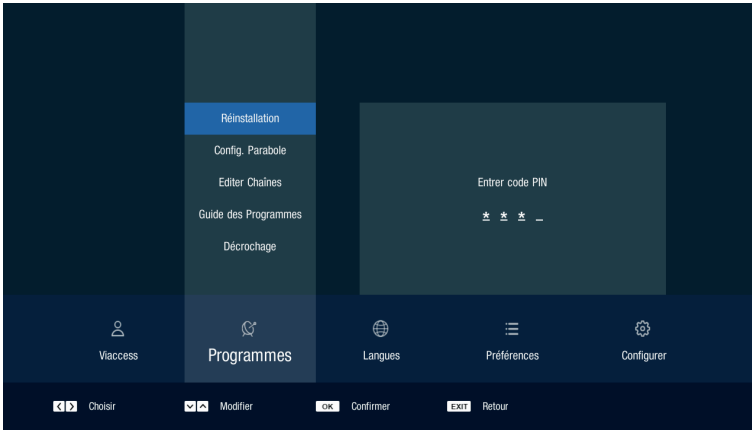 Réinstallation
Config. Parabole
Editer Chaînes
Guide des Programmes
Décrochage
Entrer code PIN
* * * _
Viaccess
Programmes
Langues
Préférences
Configurer
Choisir
Modifier
OK Confirmer
EXIT Retour